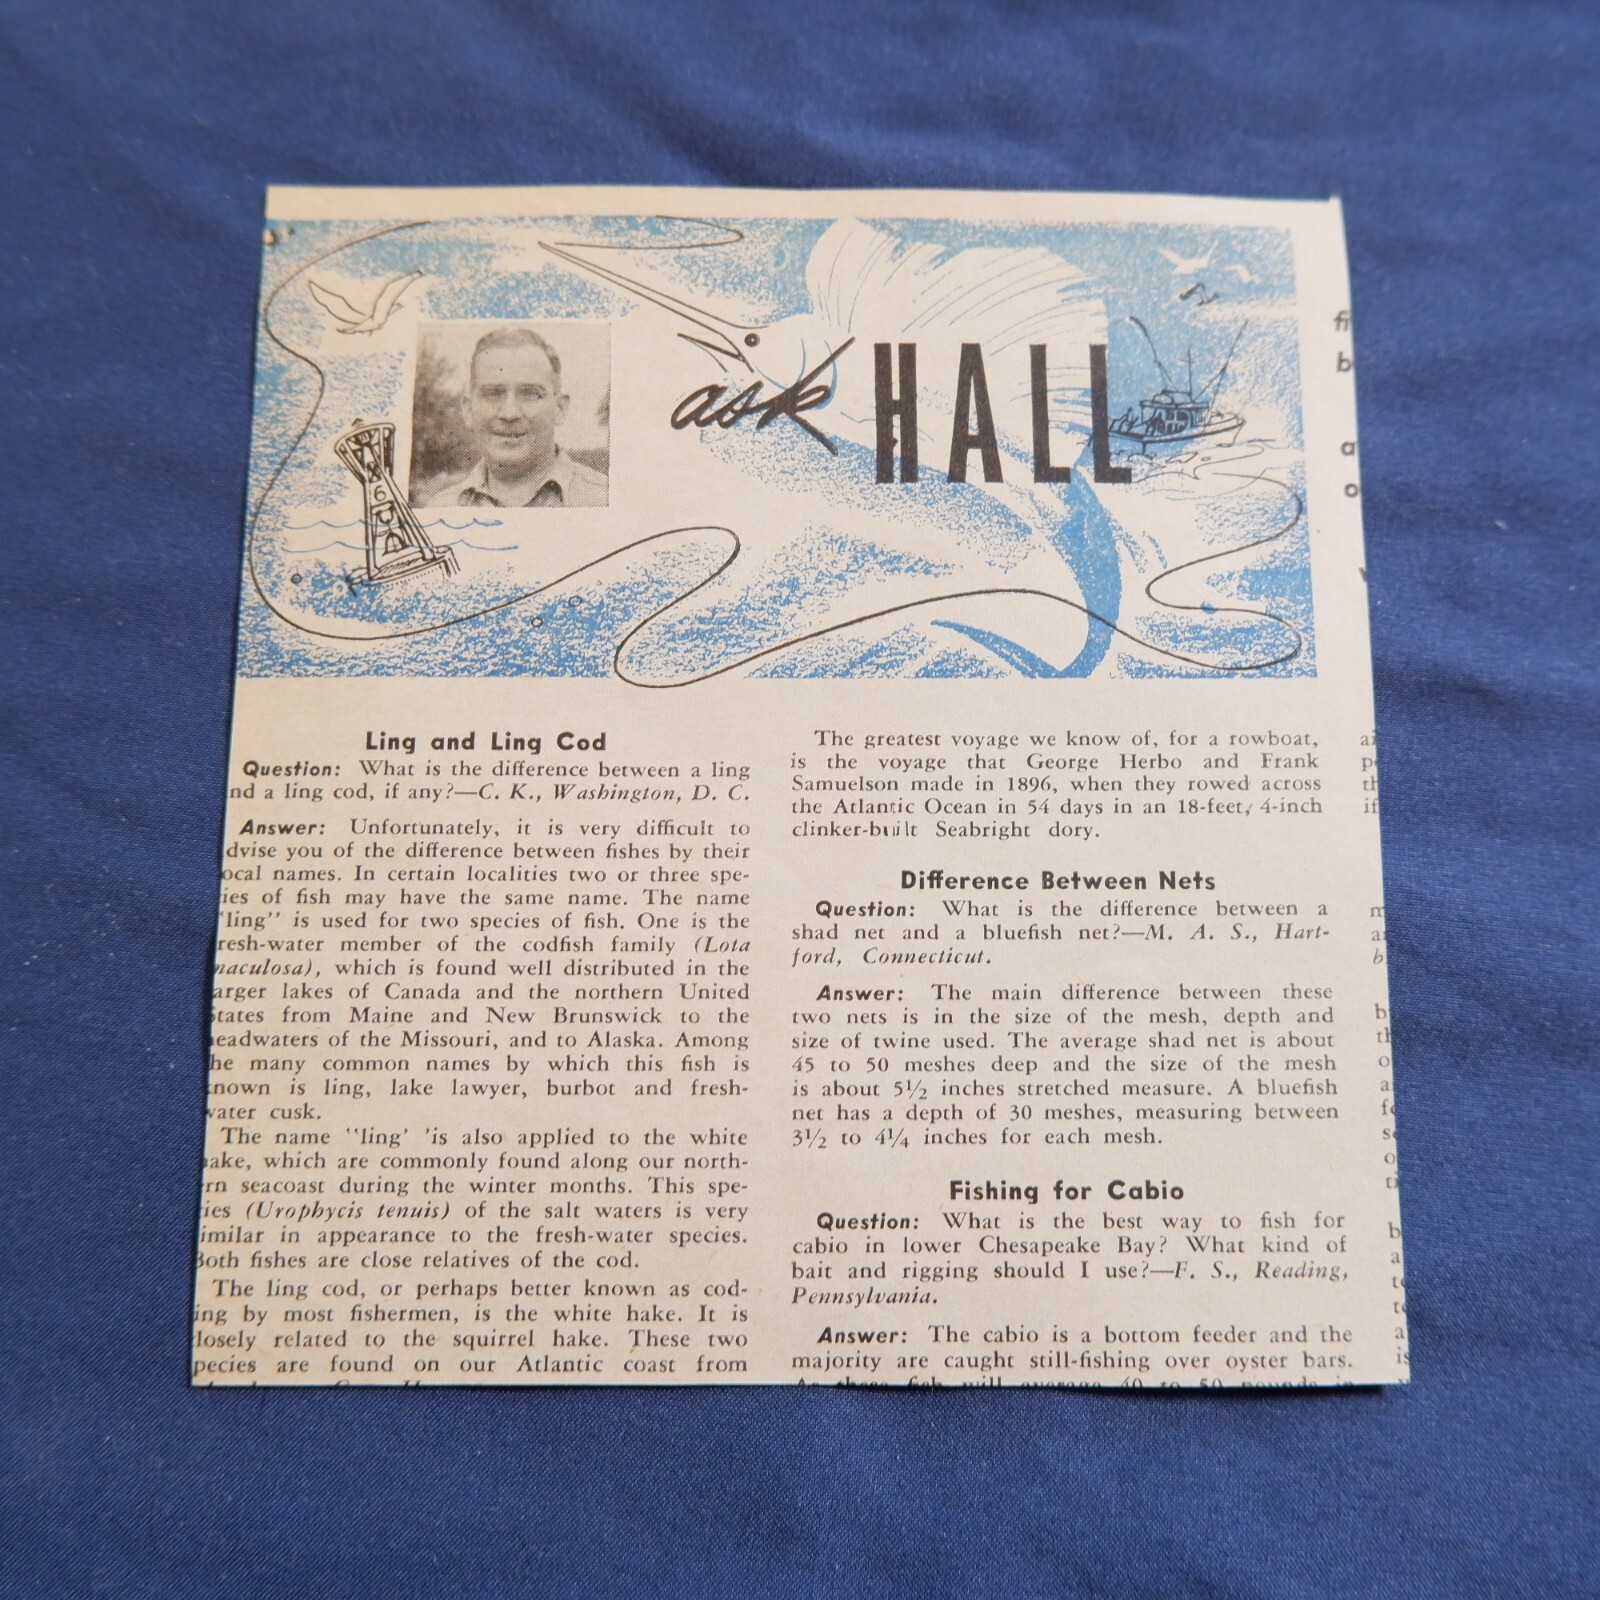 ask HALL
BELL
Ling and Ling Cod
Question: What is the difference between a ling
nd a ling cod, if any?—C. K., Washington, D. C.
Answer: Unfortunately, it is very difficult to
dvise you of the difference between fishes by their
ocal names. In certain localities two or three spe-
ies of fish may have the same name. The name
"ling" is used for two species of fish. One is the
resh-water member of the codfish family (Lota
maculosa), which is found well distributed in the
arger lakes of Canada and the northern United
States from Maine and New Brunswick to the
headwaters of the Missouri, and to Alaska. Among
he many common names by which this fish is
known is ling, lake lawyer, burbot and fresh-
water cusk.
The name "ling' 'is also applied to the white
hake, which are commonly found along our north-
ern seacoast during the winter months. This spe-
cies (Urophycis tenuis) of the salt waters is very
similar in appearance to the fresh-water species.
Both fishes are close relatives of the cod.
The ling cod, or perhaps better known as cod-
ing by most fishermen, is the white hake. It is
losely related to the squirrel hake. These two
pecies are found on our Atlantic coast from
The greatest voyage we know of, for a rowboat,
is the voyage that George Herbo and Frank
Samuelson made in 1896, when they rowed across
the Atlantic Ocean in 54 days in an 18-feet, 4-inch
clinker-built Seabright dory.
Difference Between Nets
Question: What is the difference between a
shad net and a bluefish net?—M. A. S., Hart-
ford, Connecticut.
Answer: The main difference between these
two nets is in the size of the mesh, depth and
size of twine used. The average shad net is about
45 to 50 meshes deep and the size of the mesh
is about 5½ inches stretched measure. A bluefish
net has a depth of 30 meshes, measuring between
3½ to 4¼ inches for each mesh.
Fishing for Cabio
Question: What is the best way to fish for
cabio in lower Chesapeake Bay? What kind of
bait and rigging should I use?—F. S., Reading,
Pennsylvania.
Answer: The cabio is a bottom feeder and the
majority are caught still-fishing over oyster bars.
As these fish will average 40 to 50 pounds in